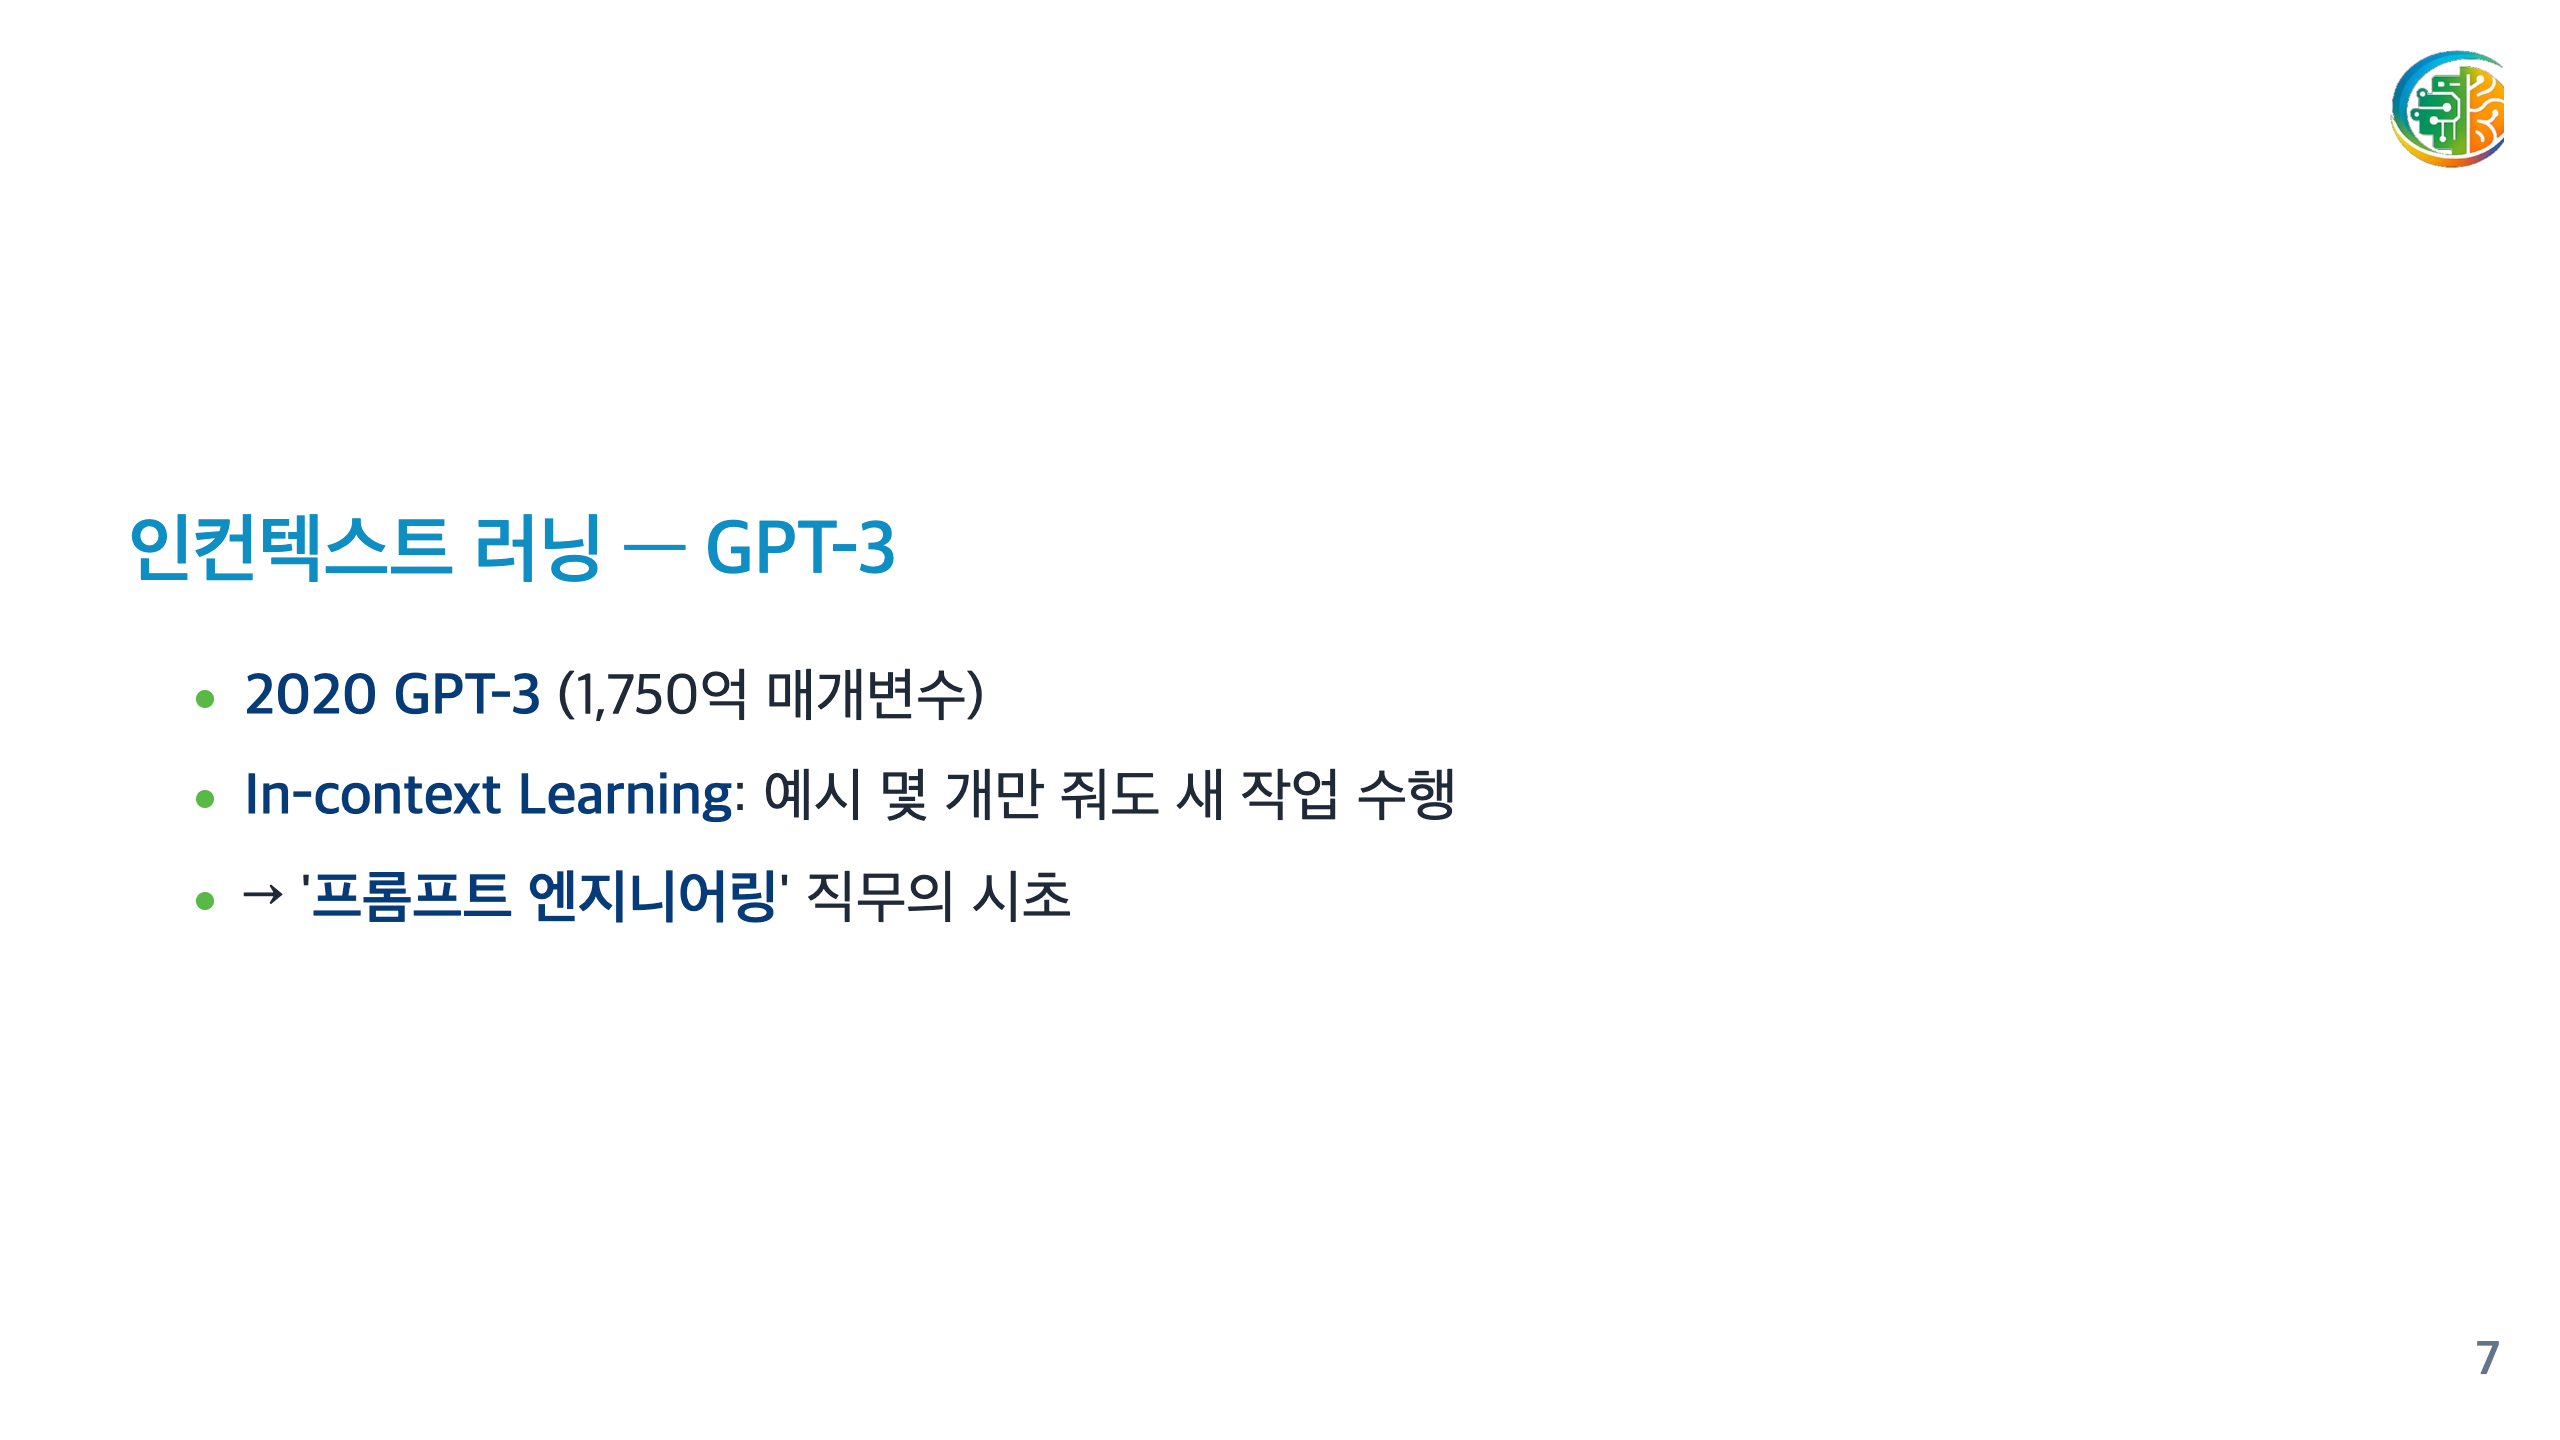 인컨텍스트 러닝 — GPT-3
• 2020 GPT-3 (1,750억 매개변수)
• In-context Learning: 예시 몇 개만 줘도 새 작업 수행
• → '프롬프트 엔지니어링' 직무의 시초
7